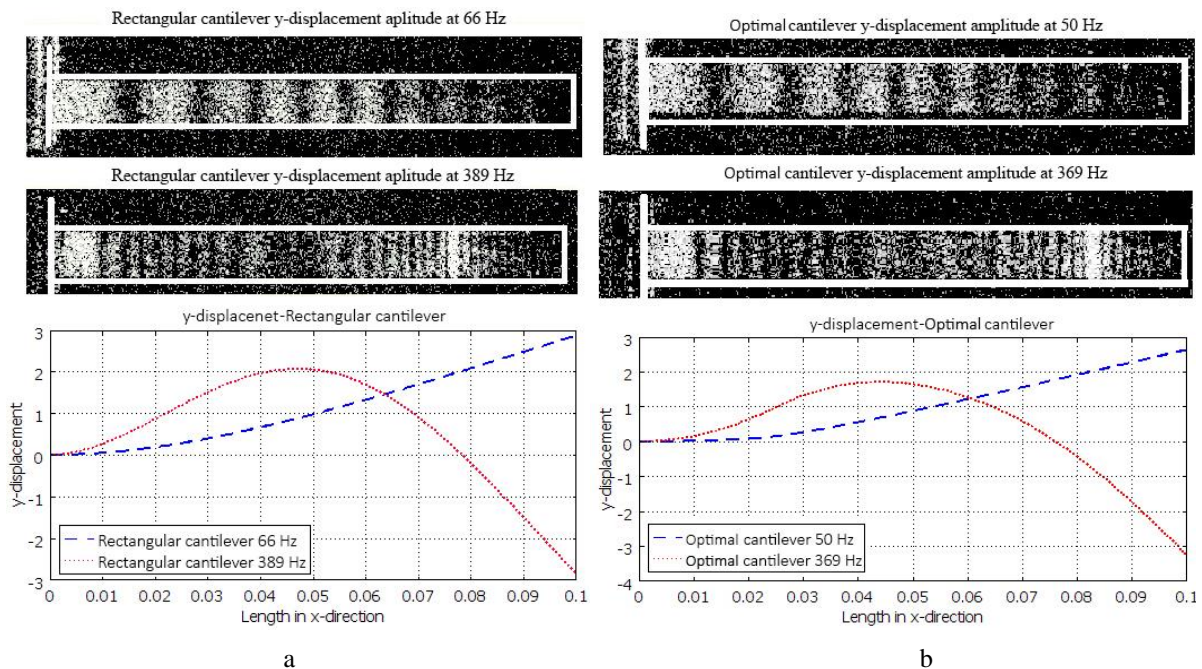 Rectangular cantilever y-displacement aplitude at 66 Hz
Rectangular cantilever y-displacement aplitude at 389 Hz
y-displacenet-Rectangular cantilever
3
2
1
0
-1
-2
-3
y-displacement
Rectangular cantilever 66 Hz
Rectangular cantilever 389 Hz
0 0.01 0.02 0.03 0.04 0.05 0.06 0.07 0.08 0.09 0.1
Length in x-direction
a
Optimal cantilever y-displacement amplitude at 50 Hz
Optimal cantilever y-displacement amplitude at 369 Hz
y-displacement-Optimal cantilever
3
2
1
0
-1
-2
-3
-4
y-displacement
Optimal cantilever 50 Hz
Optimal cantilever 369 Hz
0 0.01 0.02 0.03 0.04 0.05 0.06 0.07 0.08 0.09 0.1
Length in x-direction
b